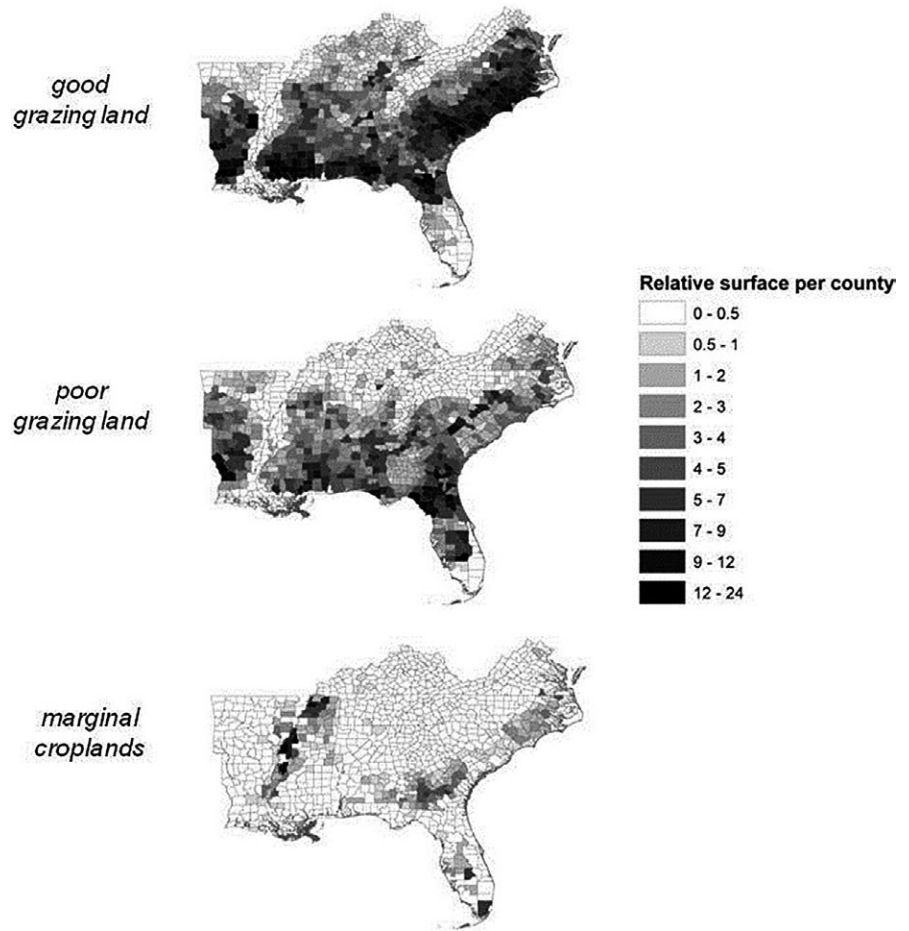 good
grazing land
Relative surface per county
0 - 0.5
0.5 - 1
1 - 2
poor
grazing land
2 - 3
3 - 4
4 - 5
5 - 7
7 - 9
9 - 12
12 - 24
marginal
croplands